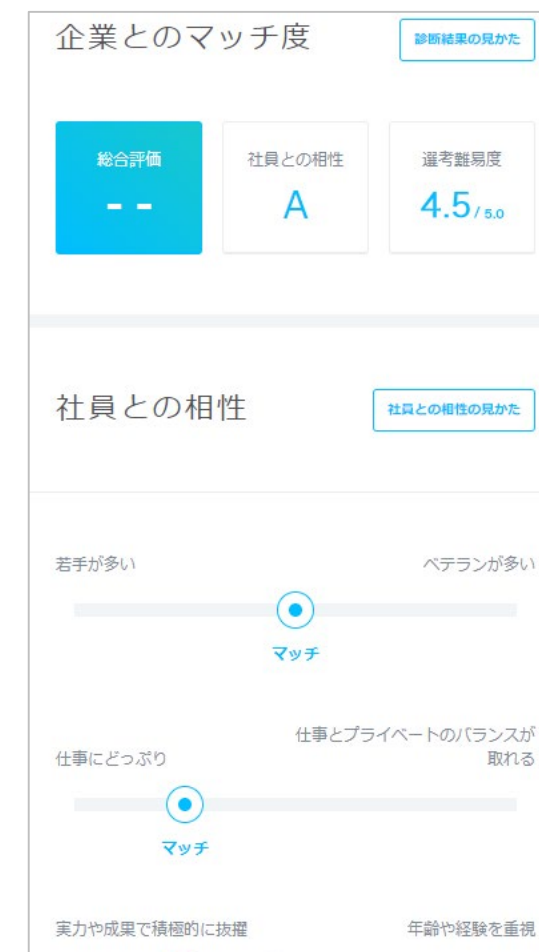 企業とのマッチ度
診断結果の見かた
総合評価
社員との相性
選考難易度
--
A
4.5/ 5.0
社員との相性
社員との相性の見かた
若手が多い
ベテランが多い
マッチ
仕事にどっぷり
仕事とプライベートのバランスが
取れる
マッチ
実力や成果で積極的に抜擢
年齢や経験を重視